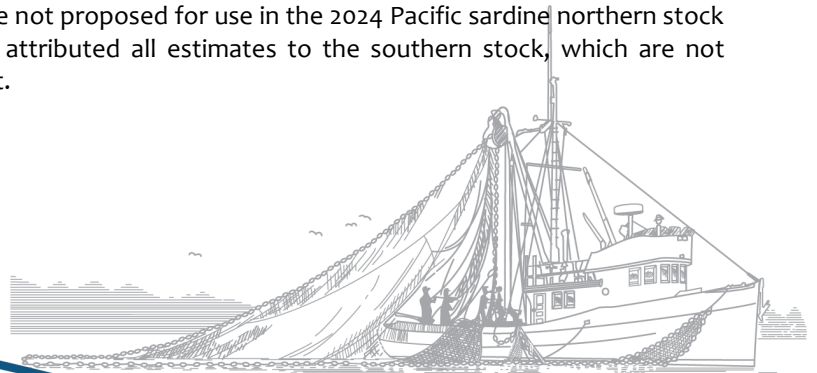 not proposed for use in the 2024 Pacific sardine northern stock
attributed all estimates to the southern stock, which are not